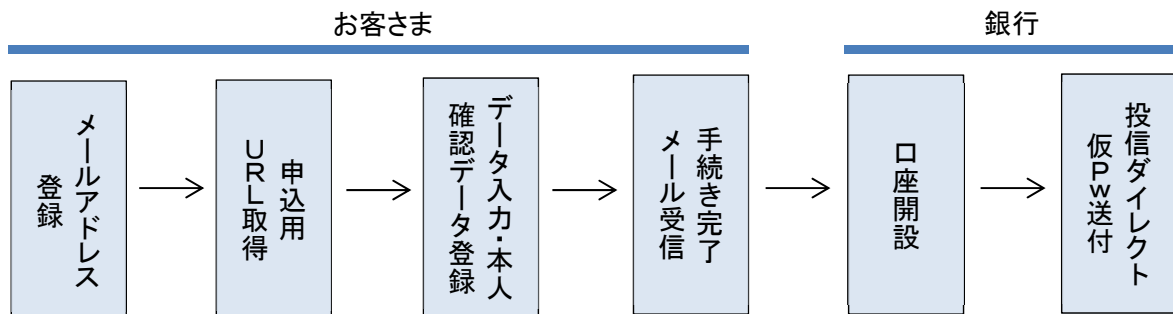 お客さま
銀行
メールアドレス
登録
申込用
ＵＲＬ取得
データ入力・本人
確認データ登録
手続き完了
メール受信
口座開設
投信ダイレクト
仮Ｐｗ送付